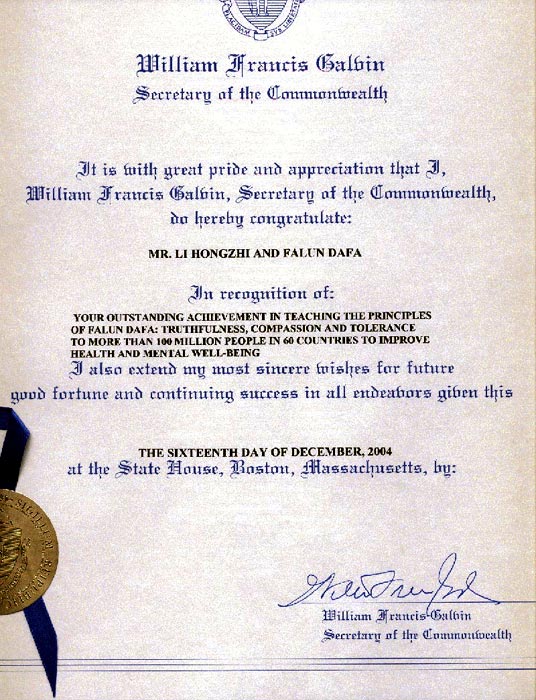 William Francis Galvin
Secretary of the Commonwealth
It is with great pride and appreciation that I,
William Francis Galvin, Secretary of the Commonwealth,
do hereby congratulate:
MR. LI HONGZHI AND FALUN DAFA
In recognition of:
YOUR OUTSTANDING ACHIEVEMENT IN TEACHING THE PRINCIPLES
OF FALUN DAFA: TRUTHFULNESS, COMPASSION AND TOLERANCE
TO MORE THAN 100 MILLION PEOPLE IN 60 COUNTRIES TO IMPROVE
HEALTH AND MENTAL WELL-BEING
I also extend my most sincere wishes for future
good fortune and continuing success in all endeavors given this
THE SIXTEENTH DAY OF DECEMBER, 2004
at the State House, Boston, Massachusetts, by:
William Francis Galvin
Secretary of the Commonwealth